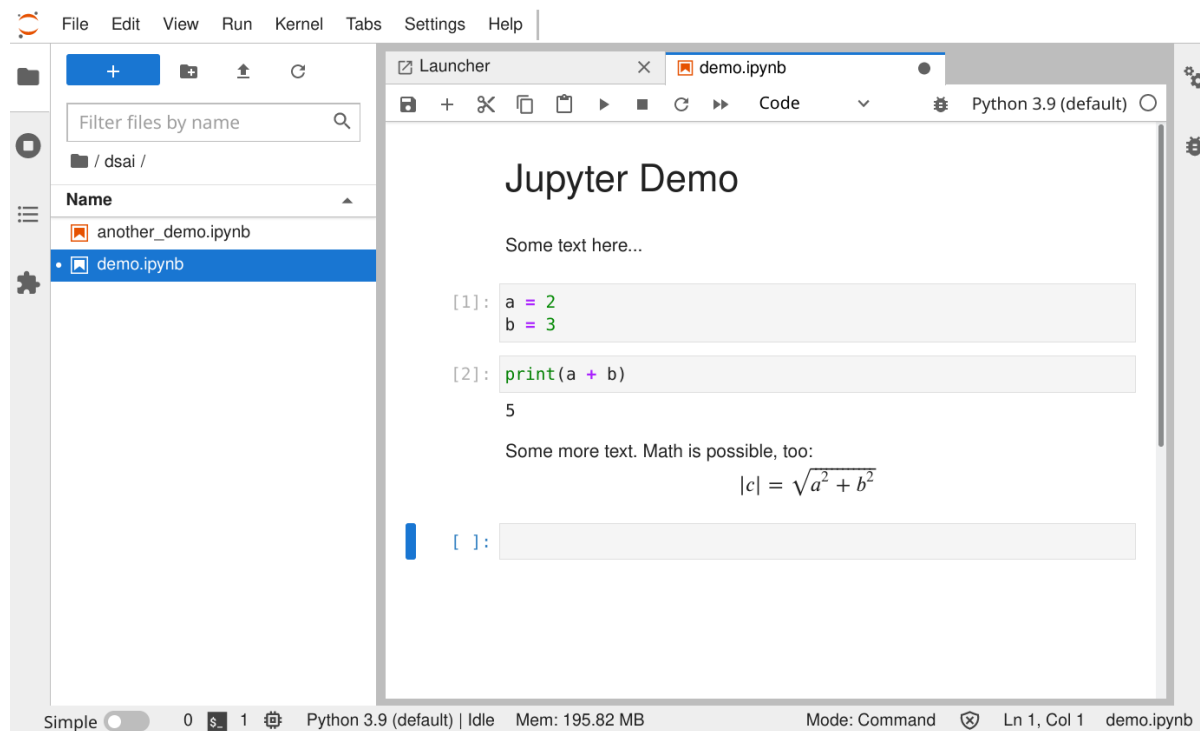 File Edit View Run Kernel Tabs Settings Help
+
Filter files by name
/ dsai /
Name
another_demo.ipynb
demo.ipynb
Launcher
demo.ipynb
Code
Python 3.9 (default)
Jupyter Demo
Some text here...
[1]: a = 2
b = 3
[2]: print(a + b)
5
Some more text. Math is possible, too:
|c| = √a² + b²
[ ]:
Simple 0 $_ 1 Python 3.9 (default) | Idle Mem: 195.82 MB Mode: Command Ln 1, Col 1 demo.ipynb